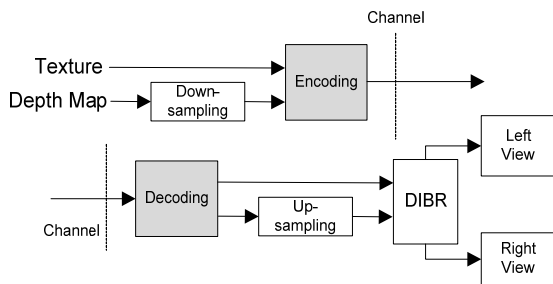 Channel
Texture
Depth Map
Down-
sampling
Encoding
Left
View
Decoding
Up-
sampling
DIBR
Channel
Right
View